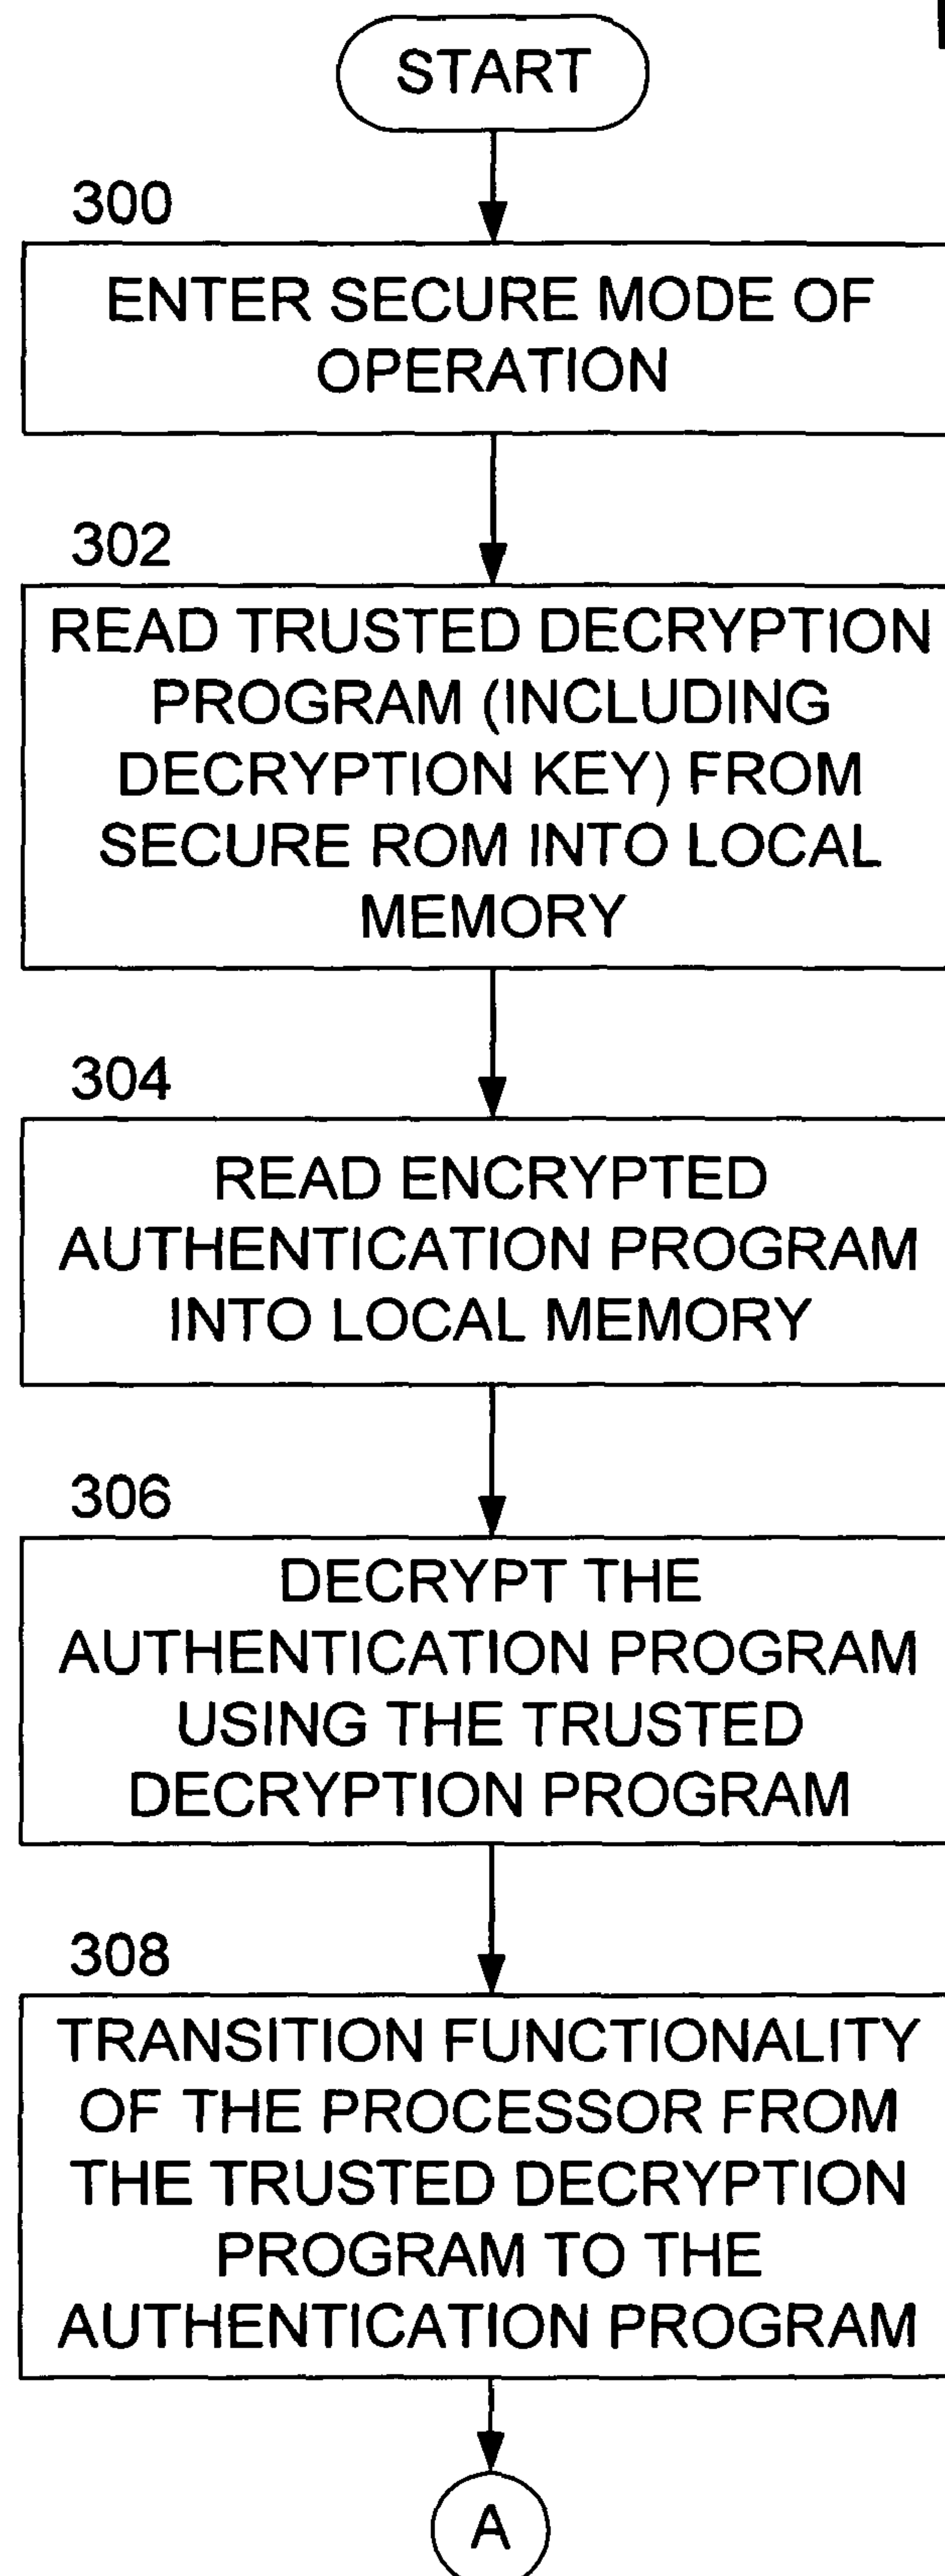 START
300
ENTER SECURE MODE OF
OPERATION
302
READ TRUSTED DECRYPTION
PROGRAM (INCLUDING
DECRYPTION KEY) FROM
SECURE ROM INTO LOCAL
MEMORY
304
READ ENCRYPTED
AUTHENTICATION PROGRAM
INTO LOCAL MEMORY
306
DECRYPT THE
AUTHENTICATION PROGRAM
USING THE TRUSTED
DECRYPTION PROGRAM
308
TRANSITION FUNCTIONALITY
OF THE PROCESSOR FROM
THE TRUSTED DECRYPTION
PROGRAM TO THE
AUTHENTICATION PROGRAM
A